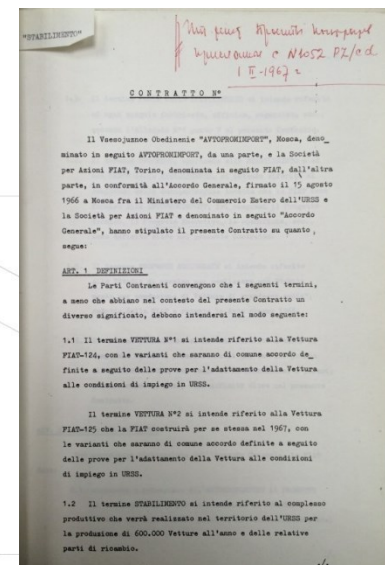 "STABILIMENTO"
с N1052 PZ/cd
1 II-1967 г
CONTRATTO N°
Il Vsesojuznoe Obedinenie "AVTOPROMIMPORT", Mosca, deno_
minato in seguito AVTOPROMIMPORT, da una parte, e la Società
per Azioni FIAT, Torino, denominata in seguito FIAT, dall'altra
parte, in conformità all'Accordo Generale, firmato il 15 agosto
1966 a Mosca fra il Ministero del Commercio Estero dell'URSS e
la Società per Azioni FIAT e denominato in seguito "Accordo
Generale", hanno stipulato il presente Contratto su quanto
segue:
ART. 1 DEFINIZIONI
Le Parti Contraenti convengono che i seguenti termini,
a meno che abbiano nel contesto del presente Contratto un
diverso significato, debbono intendersi nel modo seguente:
1.1 Il termine VETTURA N°1 si intende riferito alla Vettura
FIAT-124, con le varianti che saranno di comune accordo de_
finite a seguito delle prove per l'adattamento della Vettura
alle condizioni di impiego in URSS.
Il termine VETTURA N°2 si intende riferito alla Vettura
FIAT-125 che la FIAT costruirà per se stessa nel 1967, con
le varianti che saranno di comune accordo definite a seguito
delle prove per l'adattamento della Vettura alle condizioni
di impiego in URSS.
1.2 Il termine STABILIMENTO si intende riferito al complesso
produttivo che verrà realizzato nel territorio dell'URSS per
la produzione di 600.000 Vetture all'anno e delle relative
parti di ricambio.